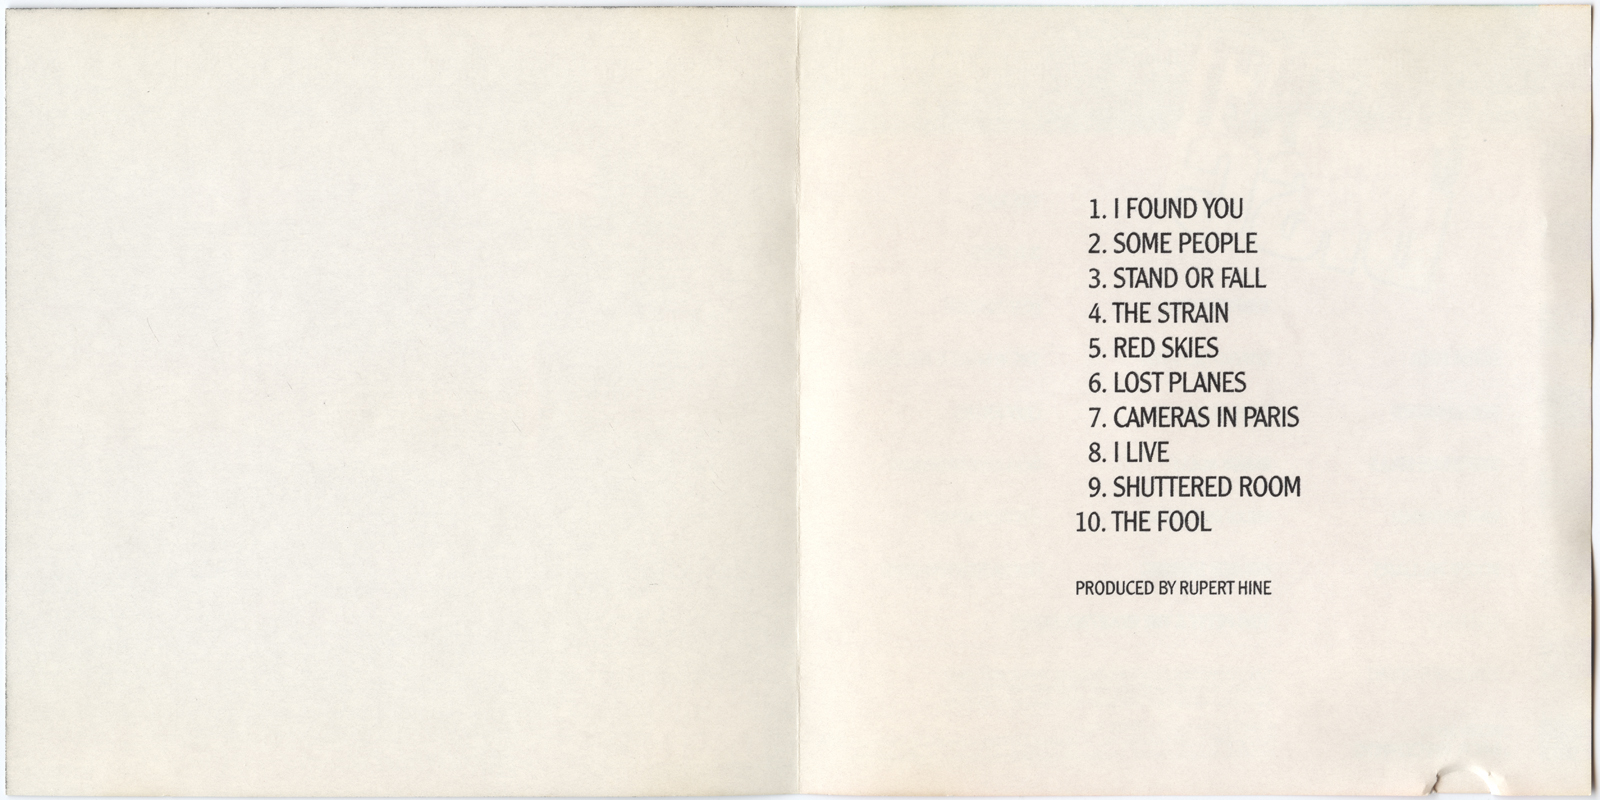 1. I FOUND YOU
2. SOME PEOPLE
3. STAND OR FALL
4. THE STRAIN
5. RED SKIES
6. LOST PLANES
7. CAMERAS IN PARIS
8. I LIVE
9. SHUTTERED ROOM
10. THE FOOL
PRODUCED BY RUPERT HINE